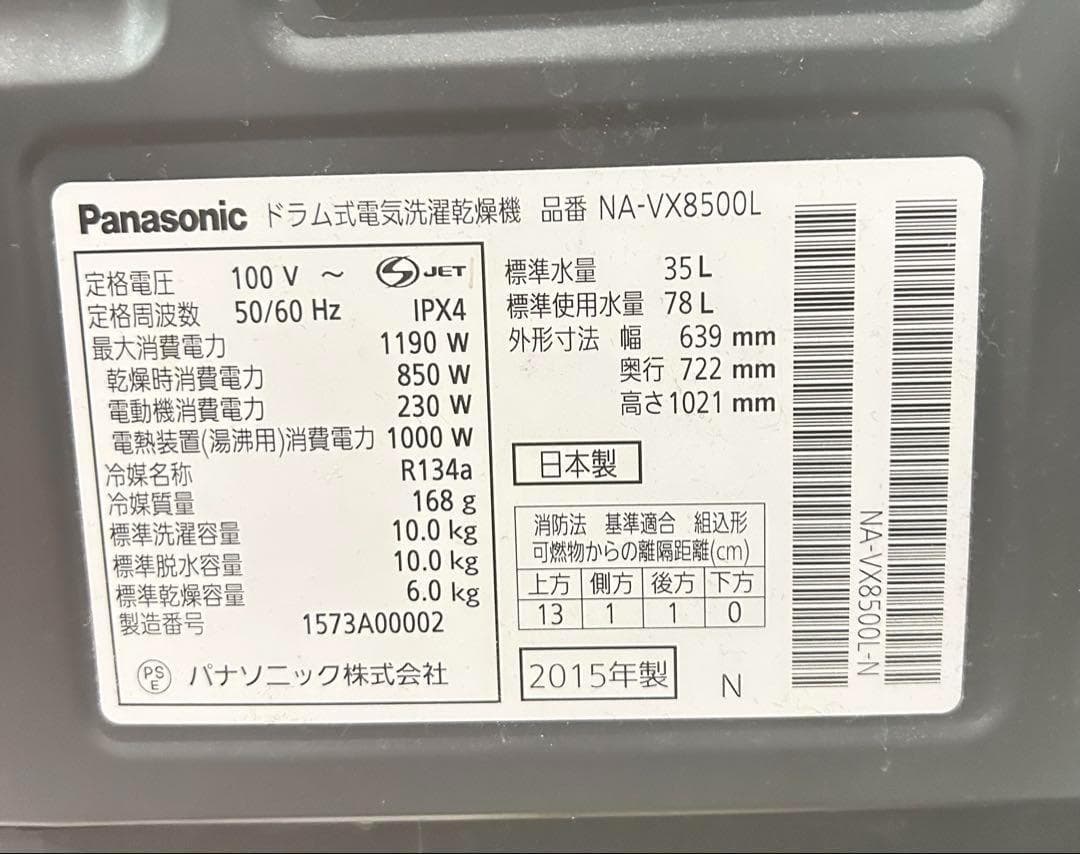 Panasonic ドラム式電気洗濯乾燥機 品番 NA-VX8500L
定格電圧 100 V ～ S JET
定格周波数 50/60 Hz IPX4
最大消費電力 1190 W
乾燥時消費電力 850 W
電動機消費電力 230 W
電熱装置(湯沸用)消費電力 1000 W
冷媒名称 R134a
冷媒質量 168 g
標準洗濯容量 10.0 kg
標準脱水容量 10.0 kg
標準乾燥容量 6.0 kg
製造番号 1573A00002
PSE パナソニック株式会社
標準水量 35 L
標準使用水量 78 L
外形寸法 幅 639 mm
奥行 722 mm
高さ 1021 mm
日本製
消防法 基準適合 組込形
可燃物からの離隔距離(cm)
上方 側方 後方 下方
13 1 1 0
2015年製 N
NA-VX8500L-N